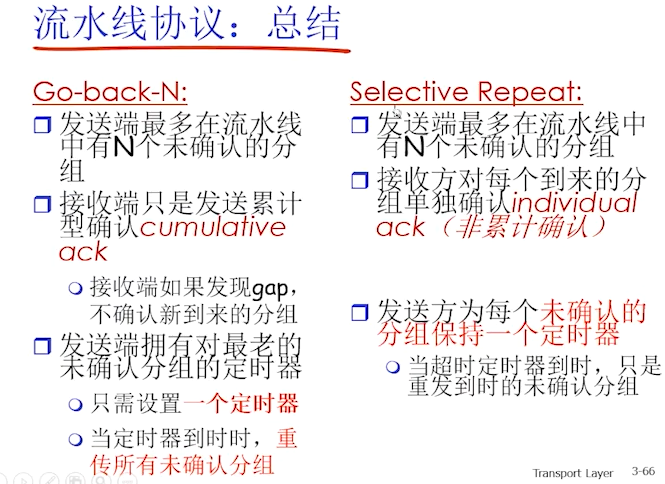 流水线协议：总结
Go-back-N:
发送端最多在流水线
中有N个未确认的分
组
接收端只是发送累计
型确认cumulative
ack
接收端如果发现gap，
不确认新到来的分组
发送端拥有对最老的
未确认分组的定时器
只需设置一个定时器
当定时器到时时，重
传所有未确认分组
Selective Repeat:
发送端最多在流水线中
有N个未确认的分组
接收方对每个到来的分
组单独确认individual
ack（非累计确认）
发送方为每个未确认的
分组保持一个定时器
当超时定时器到时，只是
重发到时的未确认分组
Transport Layer 3-66